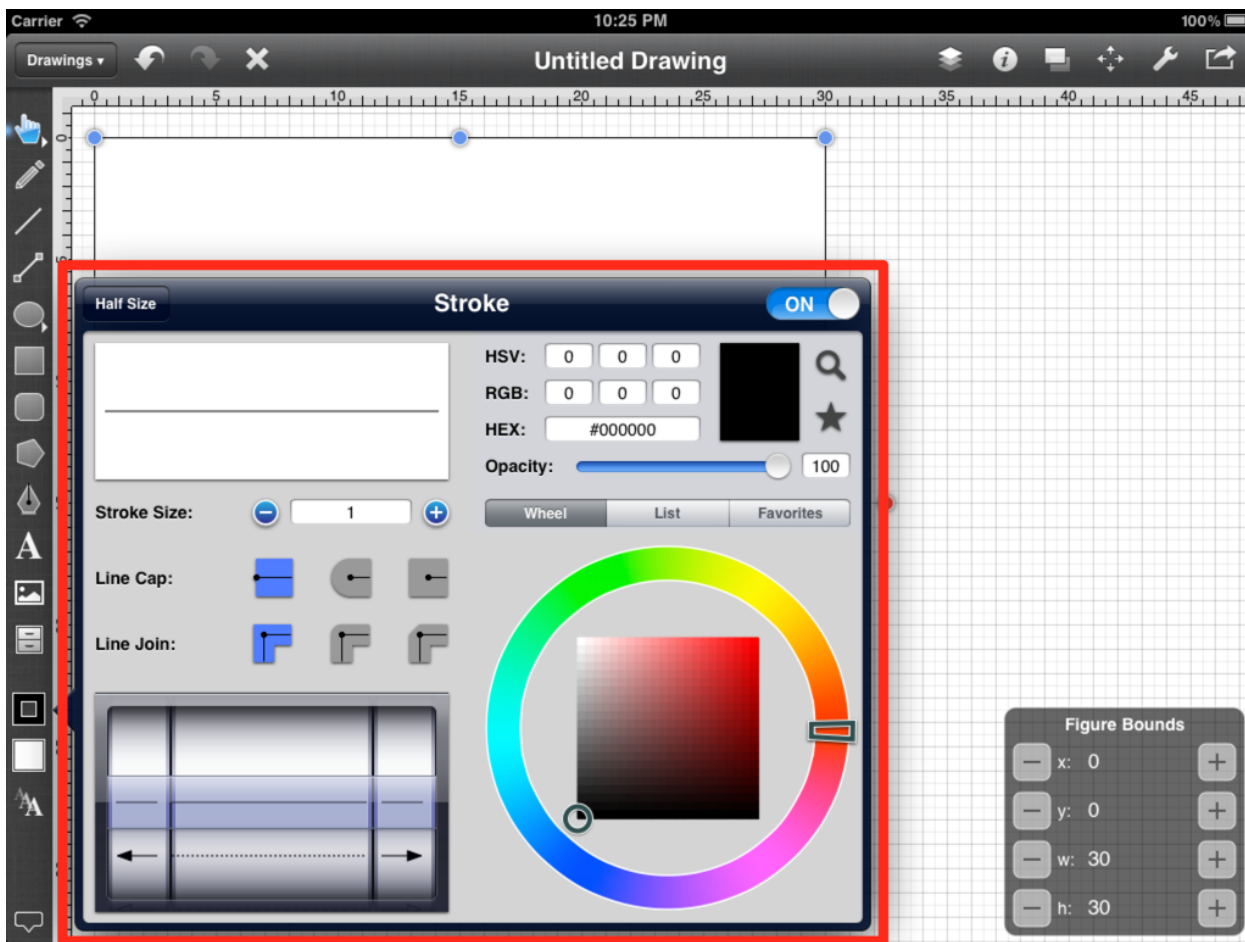 Carrier 10:25 PM 100%
Drawings ▾ Untitled Drawing
0 5 10 15 20 25 30 35 40 45
0
Half Size Stroke ON
HSV: 0 0 0
RGB: 0 0 0
HEX: #000000
Opacity: 100
Stroke Size: 1
Wheel List Favorites
Line Cap:
Line Join:
A
AAA
Figure Bounds
x: 0
y: 0
w: 30
h: 30